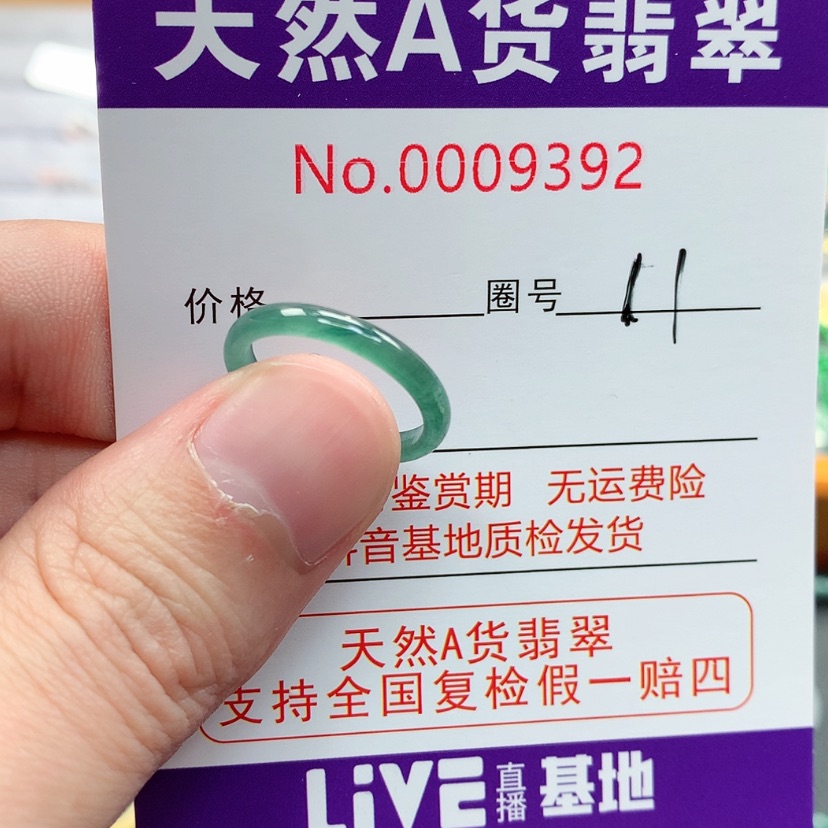 天然A货翡翠
No.0009392
价格 圈号 11
鉴赏期 无运费险
抖音基地质检发货
天然A货翡翠
支持全国复检假一赔四
LiVE直播基地